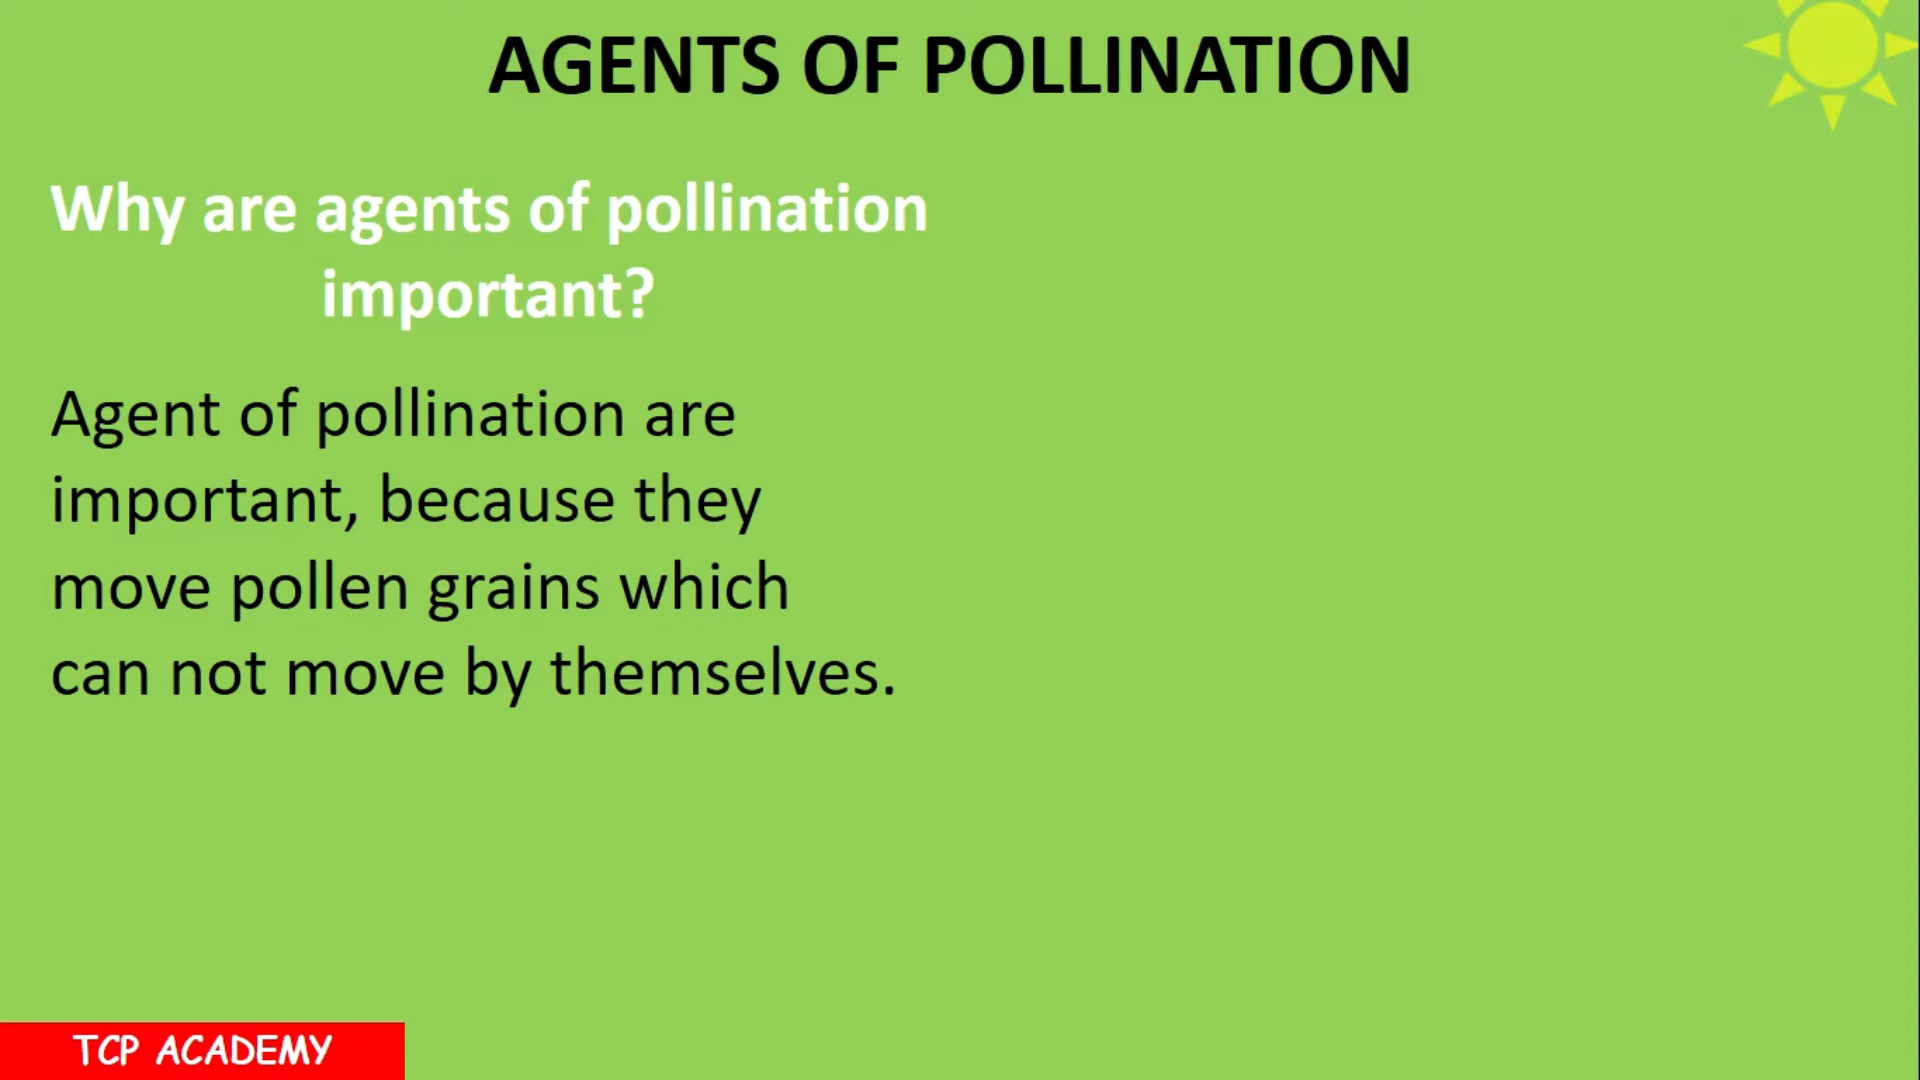 AGENTS OF POLLINATION
Why are agents of pollination
important?
Agent of pollination are
important, because they
move pollen grains which
can not move by themselves.
TCP ACADEMY